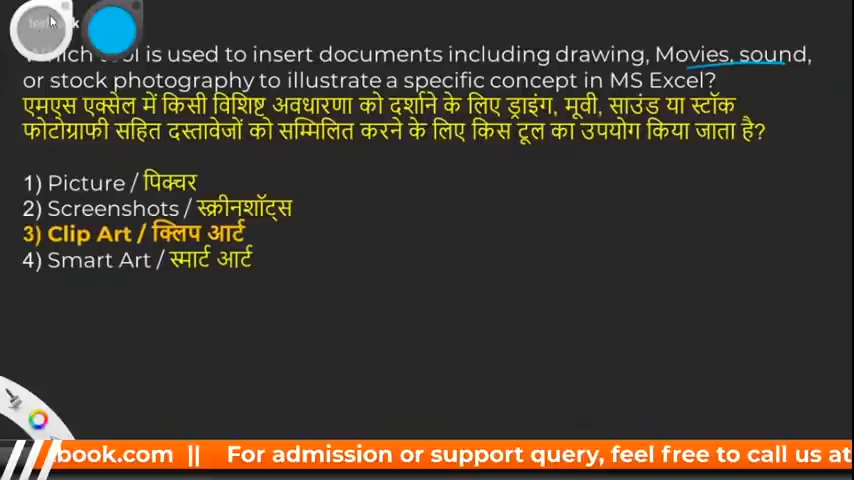 is used to insert documents including drawing, Movies, sound,
or stock photography to illustrate a specific concept in MS Excel?
एमएस एक्सेल में किसी विशिष्ट अवधारणा को दर्शाने के लिए ड्राइंग, मूवी, साउंड या स्टॉक
फोटोग्राफी सहित दस्तावेजों को सम्मिलित करने के लिए किस टूल का उपयोग किया जाता है?
1) Picture / पिक्चर
2) Screenshots / स्क्रीनशॉट्स
3) Clip Art / क्लिप आर्ट
4) Smart Art / स्मार्ट आर्ट
book.com || For admission or support query, feel free to call us at